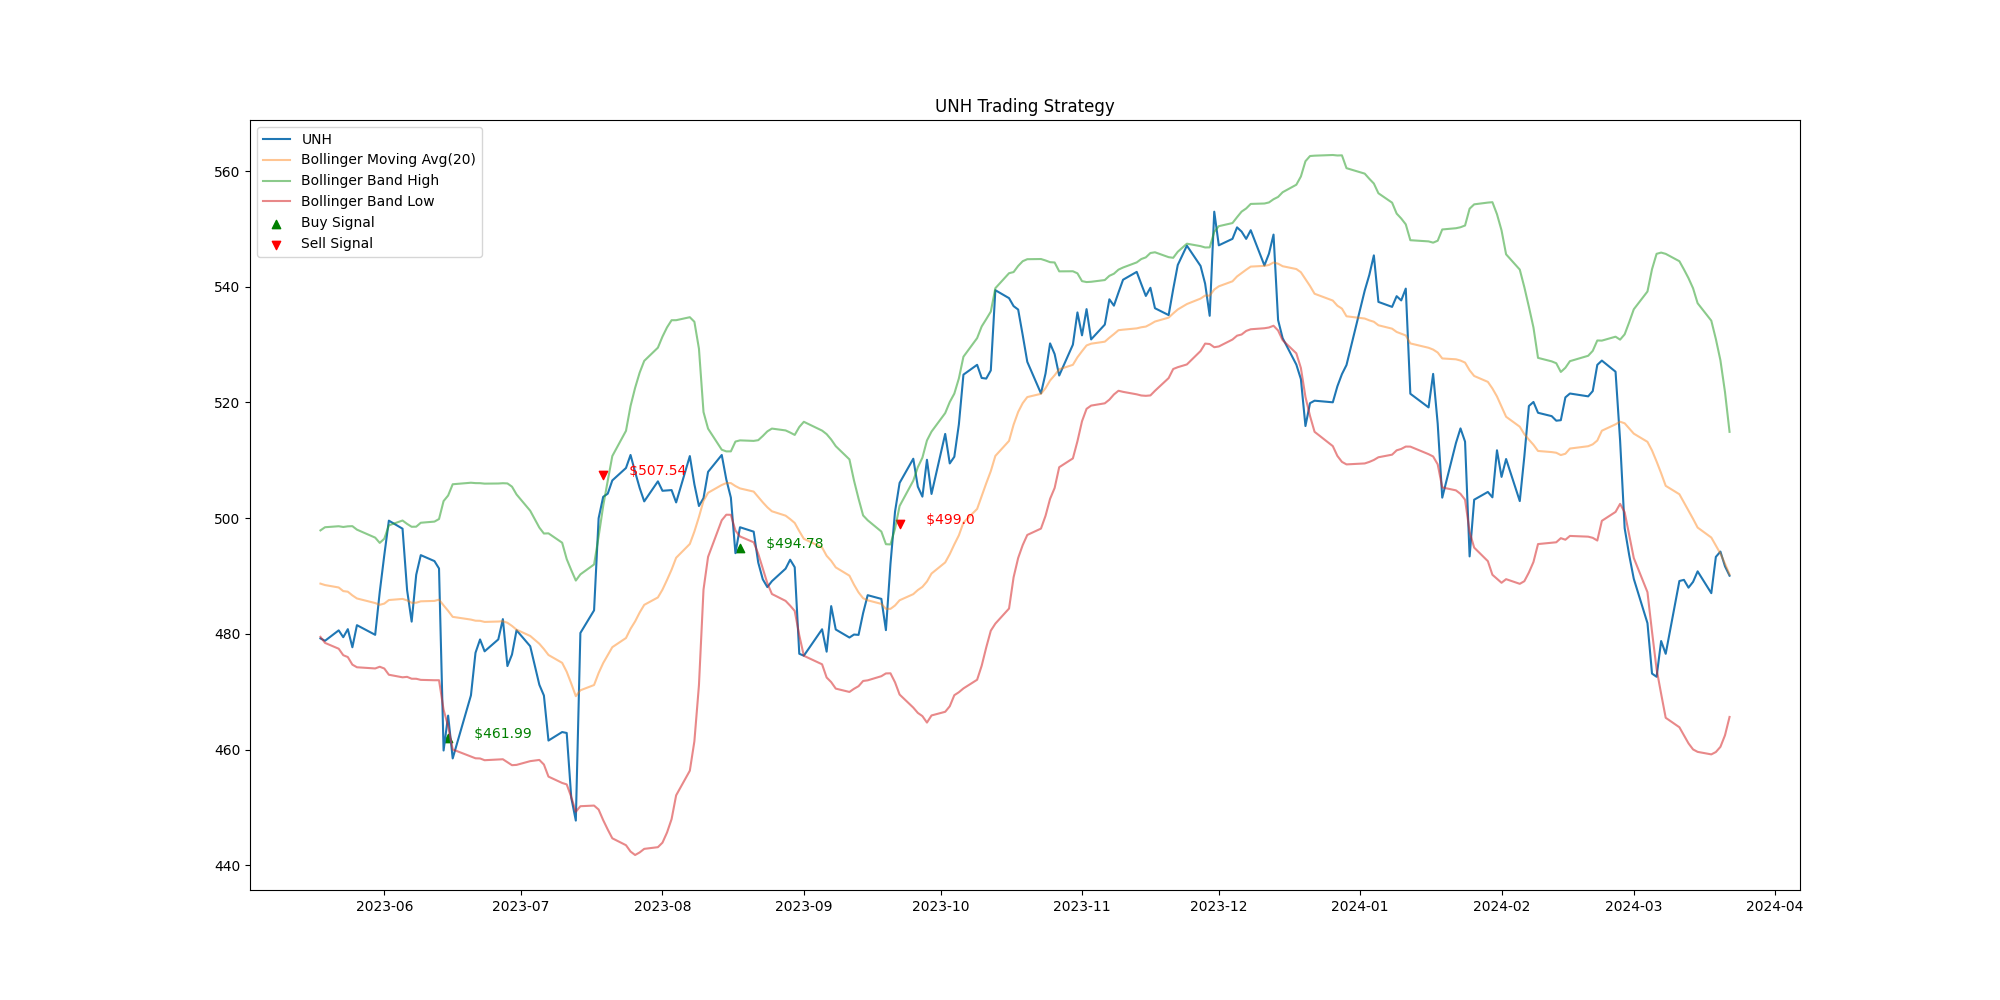 UNH Trading Strategy
UNH
Bollinger Moving Avg(20)
Bollinger Band High
Bollinger Band Low
Buy Signal
Sell Signal
560
540
520
500
480
460
440
$507.54
$499.0
$494.78
$461.99
2023-06 2023-07 2023-08 2023-09 2023-10 2023-11 2023-12 2024-01 2024-02 2024-03 2024-04